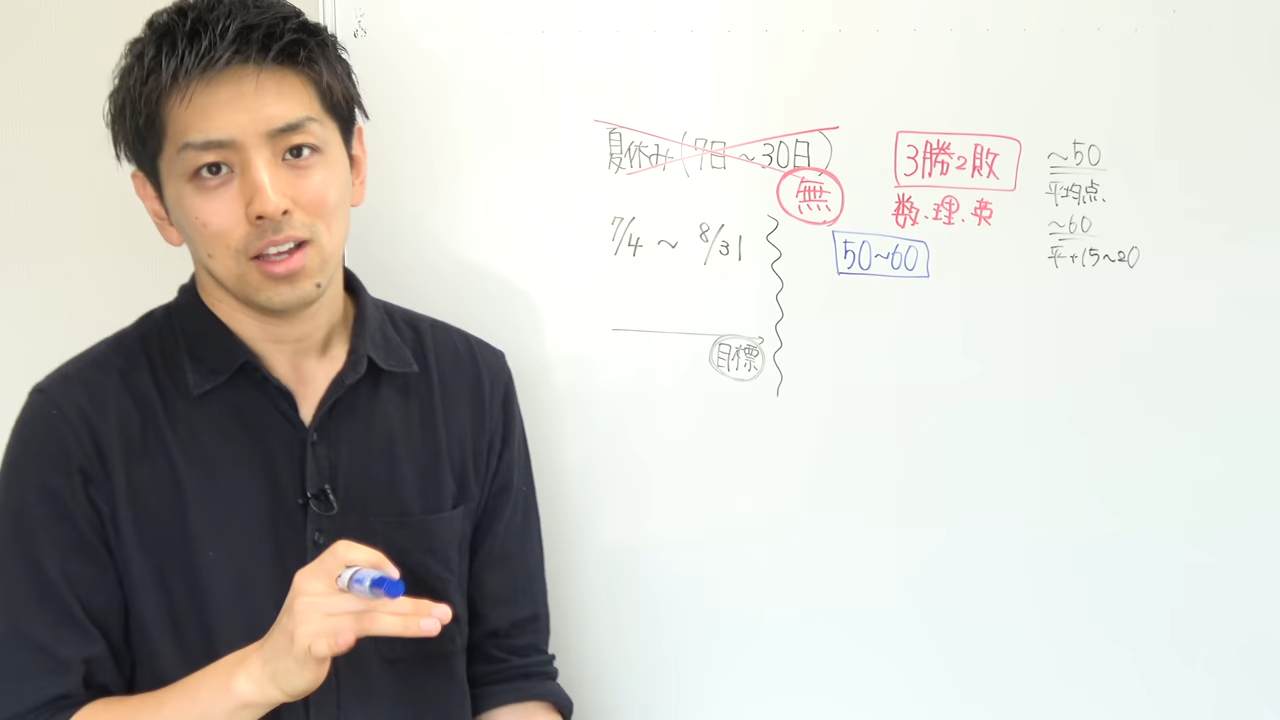 夏休み(7日~30日)
無
7/4 ~ 8/31
目標
3勝2敗
数、理、英
50~60
~50
平均点、
~60
平+15~20